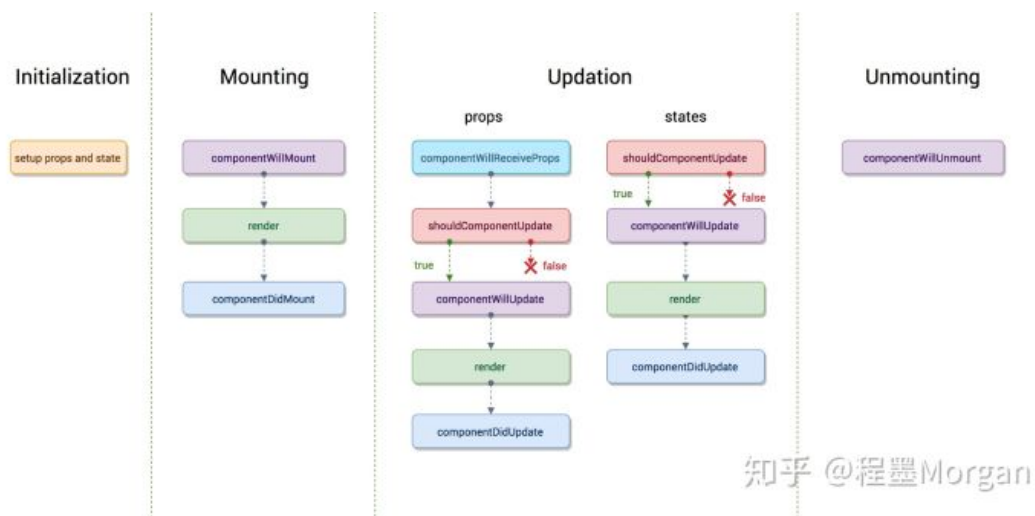 Initialization
Mounting
Updation
Unmounting
props
states
setup props and state
componentWillMount
render
componentDidMount
componentWillReceiveProps
shouldComponentUpdate
true
false
componentWillUpdate
render
componentDidUpdate
shouldComponentUpdate
true
false
componentWillUpdate
render
componentDidUpdate
componentWillUnmount
知乎 @程墨Morgan